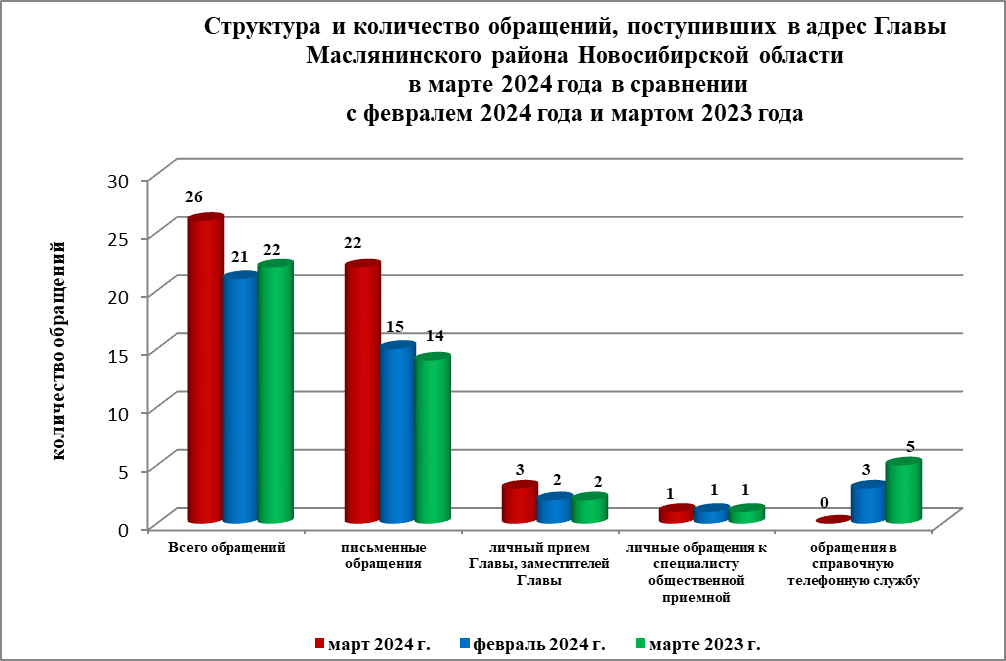 Структура и количество обращений, поступивших в адрес Главы
Маслянинского района Новосибирской области
в марте 2024 года в сравнении
с февралем 2024 года и мартом 2023 года
количество обращений
30
25
20
15
10
5
0
26
21
22
22
15
14
3
2
2
1
1
1
0
3
5
Всего обращений
письменные
обращения
личный прием
Главы, заместителей
Главы
личные обращения к
специалисту
общественной
приемной
обращения в
справочную
телефонную службу
март 2024 г.
февраль 2024 г.
марте 2023 г.